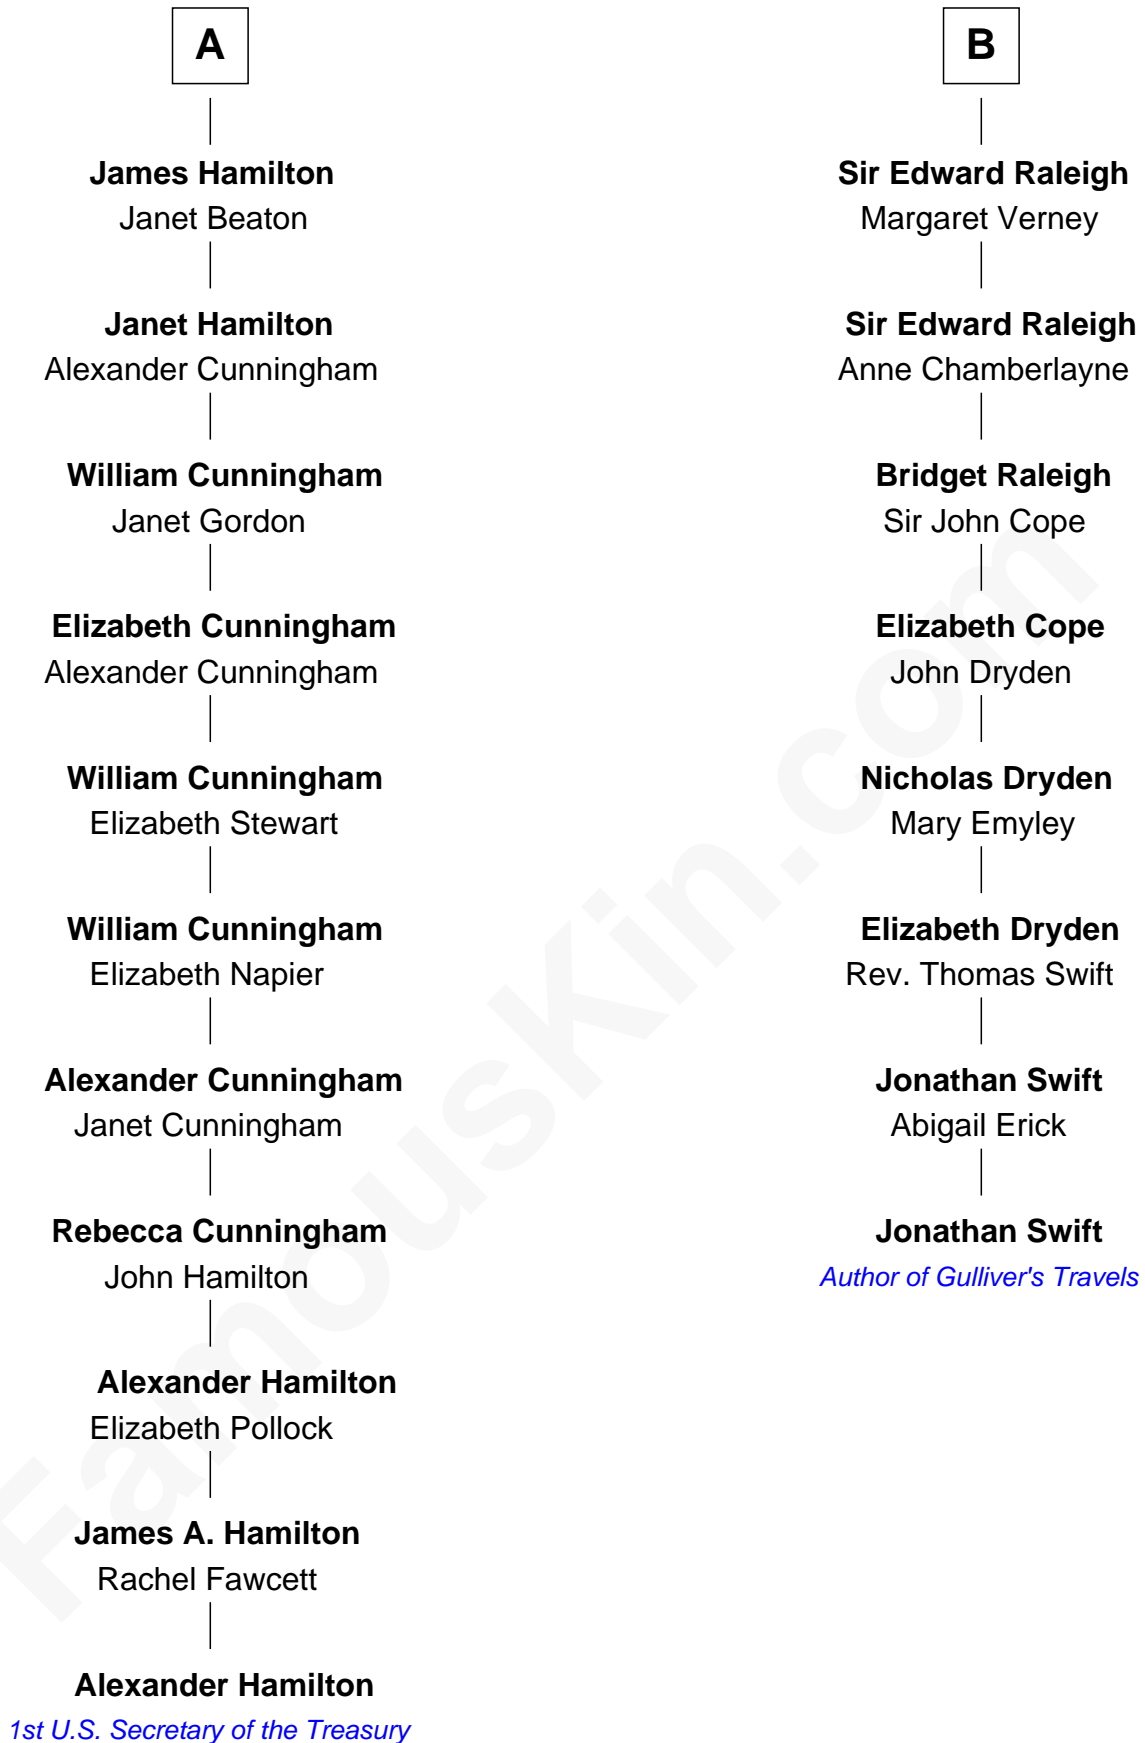 A
James Hamilton
Janet Beaton
Janet Hamilton
Alexander Cunningham
William Cunningham
Janet Gordon
Elizabeth Cunningham
Alexander Cunningham
William Cunningham
Elizabeth Stewart
William Cunningham
Elizabeth Napier
Alexander Cunningham
Janet Cunningham
Rebecca Cunningham
John Hamilton
Alexander Hamilton
Elizabeth Pollock
James A. Hamilton
Rachel Fawcett
Alexander Hamilton
1st U.S. Secretary of the Treasury
B
Sir Edward Raleigh
Margaret Verney
Sir Edward Raleigh
Anne Chamberlayne
Bridget Raleigh
Sir John Cope
Elizabeth Cope
John Dryden
Nicholas Dryden
Mary Emyley
Elizabeth Dryden
Rev. Thomas Swift
Jonathan Swift
Abigail Erick
Jonathan Swift
Author of Gulliver's Travels
FamousKin.com